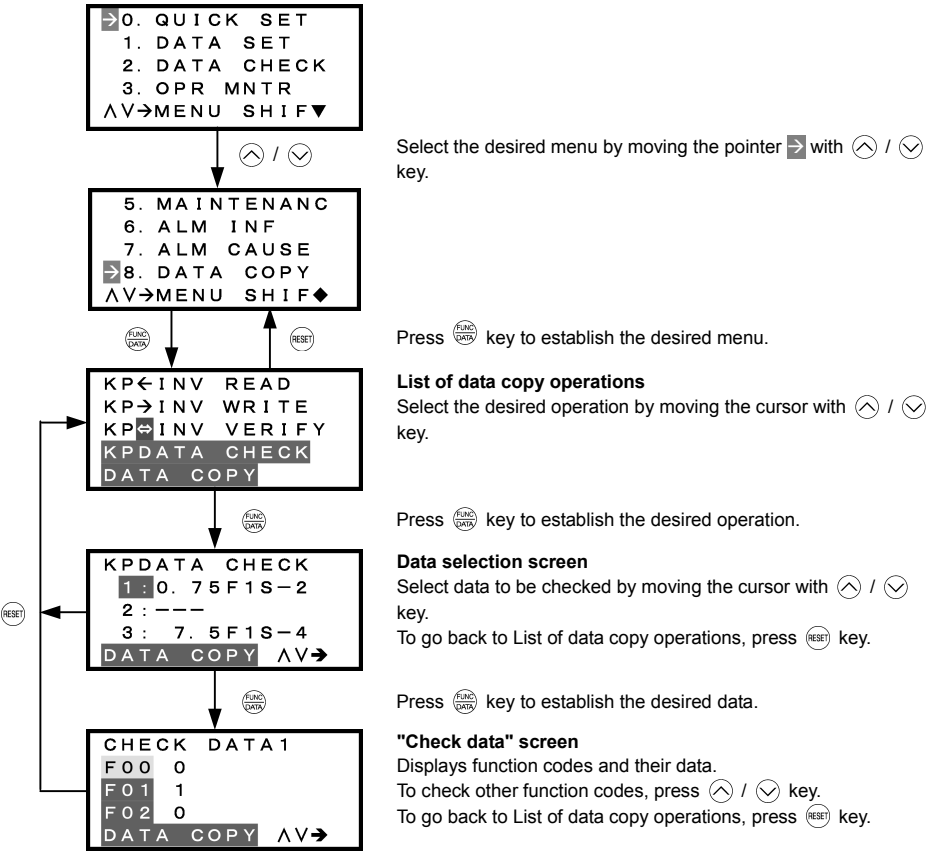 →0. QUICK SET
1. DATA SET
2. DATA CHECK
3. OPR MNTR
∧∨→MENU SHIF▼
∧ / ∨
Select the desired menu by moving the pointer → with ∧ / ∨
key.
5. MAINTENANC
6. ALM INF
7. ALM CAUSE
→8. DATA COPY
∧∨→MENU SHIF◆
FUNC
DATA
RESET
Press FUNC DATA key to establish the desired menu.
KP←INV READ
KP→INV WRITE
KP⇔INV VERIFY
KPDATA CHECK
DATA COPY
List of data copy operations
Select the desired operation by moving the cursor with ∧ / ∨
key.
FUNC
DATA
Press FUNC DATA key to establish the desired operation.
KPDATA CHECK
1:0. 75F1S−2
2:−−−
3: 7. 5F1S−4
DATA COPY ∧∨→
Data selection screen
Select data to be checked by moving the cursor with ∧ / ∨
key.
To go back to List of data copy operations, press RESET key.
RESET
FUNC
DATA
Press FUNC DATA key to establish the desired data.
CHECK DATA1
F00 0
F01 1
F02 0
DATA COPY ∧∨→
"Check data" screen
Displays function codes and their data.
To check other function codes, press ∧ / ∨ key.
To go back to List of data copy operations, press RESET key.